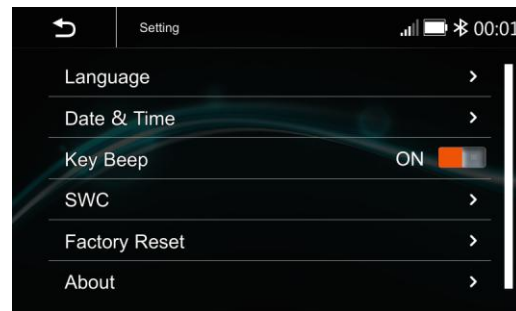 Setting 00:01
Language
Date & Time
Key Beep ON
SWC
Factory Reset
About